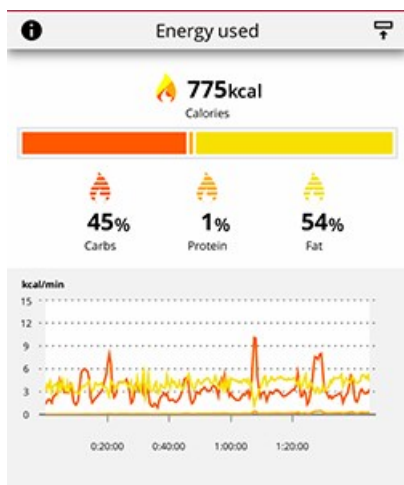 Energy used
775kcal
Calories
45% 1% 54%
Carbs Protein Fat
kcal/min
15
12
9
6
3
0
0:20:00 0:40:00 1:00:00 1:20:00